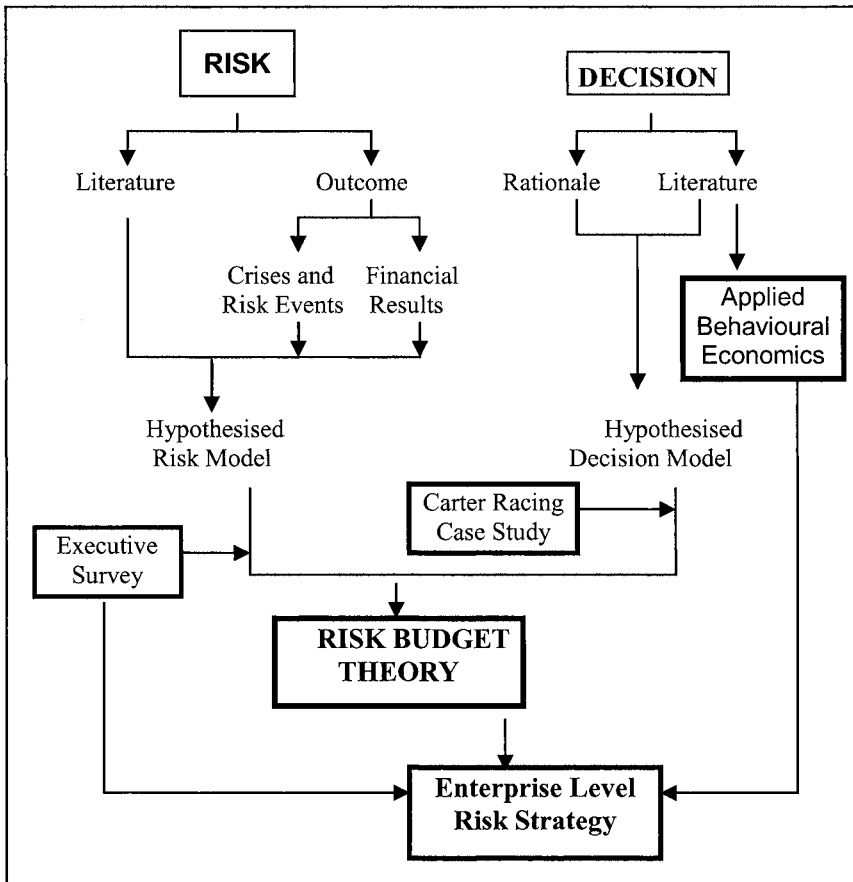 RISK
DECISION
Literature
Outcome
Rationale
Literature
Crises and
Risk Events
Financial
Results
Applied
Behavioural
Economics
Hypothesised
Risk Model
Hypothesised
Decision Model
Carter Racing
Case Study
Executive
Survey
RISK BUDGET
THEORY
Enterprise Level
Risk Strategy